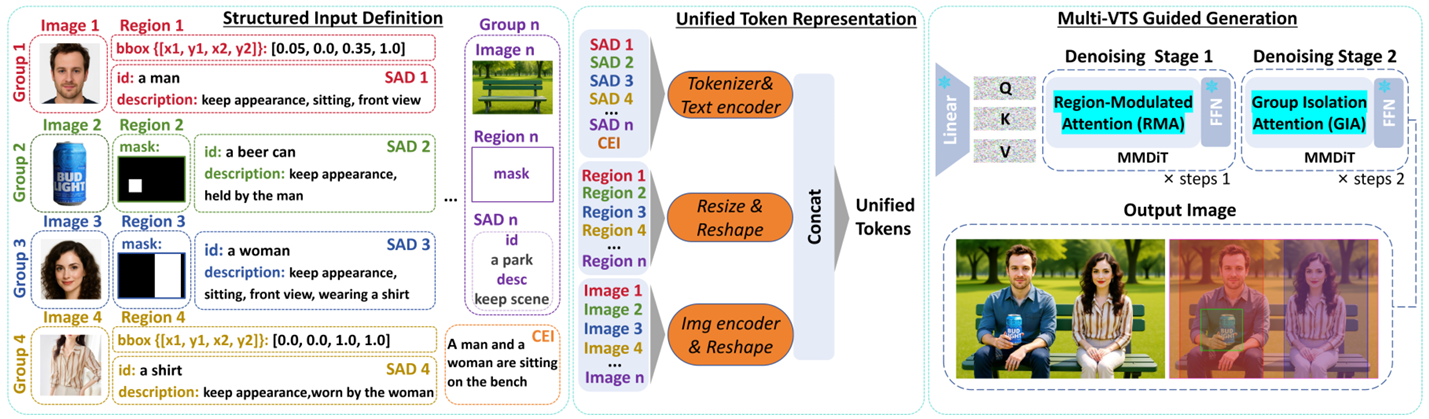 Structured Input Definition
Group 1
Image 1
Region 1
bbox {[x1, y1, x2, y2]}: [0.05, 0.0, 0.35, 1.0]
id: a man
SAD 1
description: keep appearance, sitting, front view
Group 2
Image 2
BUD
LIGHT
Region 2
mask:
id: a beer can
SAD 2
description: keep appearance,
held by the man
Group 3
Image 3
Region 3
mask:
id: a woman
SAD 3
description: keep appearance,
sitting, front view, wearing a shirt
Group 4
Image 4
Region 4
bbox {[x1, y1, x2, y2]}: [0.0, 0.0, 1.0, 1.0]
id: a shirt
SAD 4
description: keep appearance,worn by the woman
...
Group n
Image n
Region n
mask
SAD n
id
a park
desc
keep scene
CEI
A man and a
woman are sitting
on the bench
Unified Token Representation
SAD 1
SAD 2
SAD 3
SAD 4
...
SAD n
CEI
Tokenizer&
Text encoder
Region 1
Region 2
Region 3
Region 4
...
Region n
Resize &
Reshape
Image 1
Image 2
Image 3
Image 4
...
Image n
Img encoder
& Reshape
Concat
Unified
Tokens
Multi-VTS Guided Generation
Linear
Q
K
V
Denoising Stage 1
Region-Modulated
Attention (RMA)
FFN
MMDiT
× steps 1
Denoising Stage 2
Group Isolation
Attention (GIA)
FFN
MMDiT
× steps 2
Output Image
BUD
LIGHT